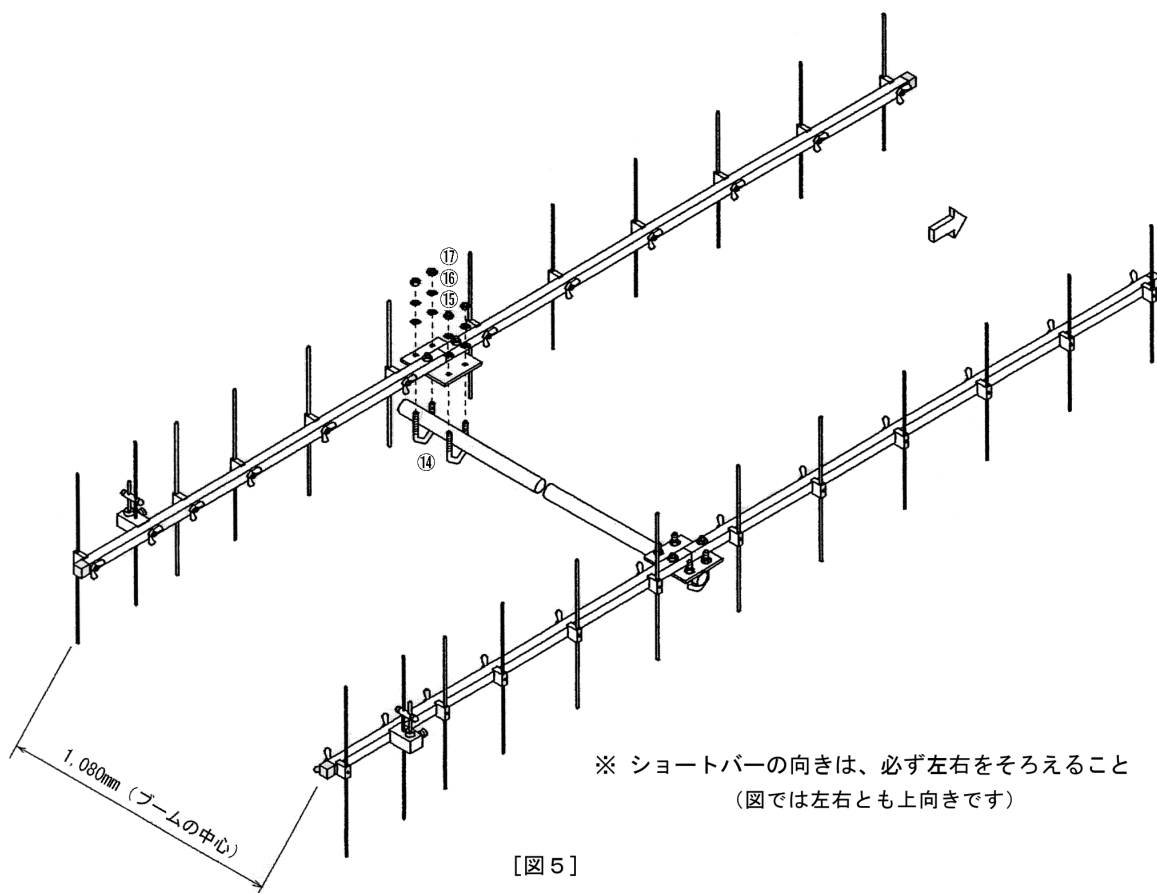 ⑰
⑯
⑮
⑭
1,080mm (ブームの中心)
※ ショートバーの向きは、必ず左右をそろえること
(図では左右とも上向きです)
[図5]